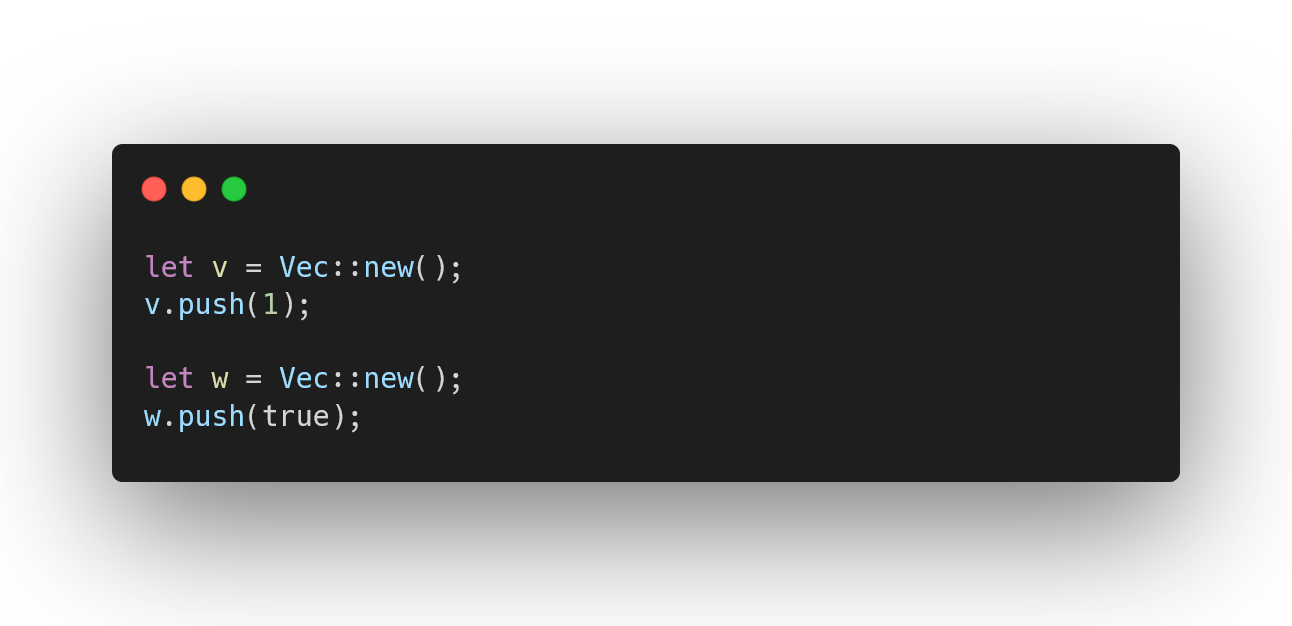 let v = Vec::new();
v.push(1);
let w = Vec::new();
w.push(true);